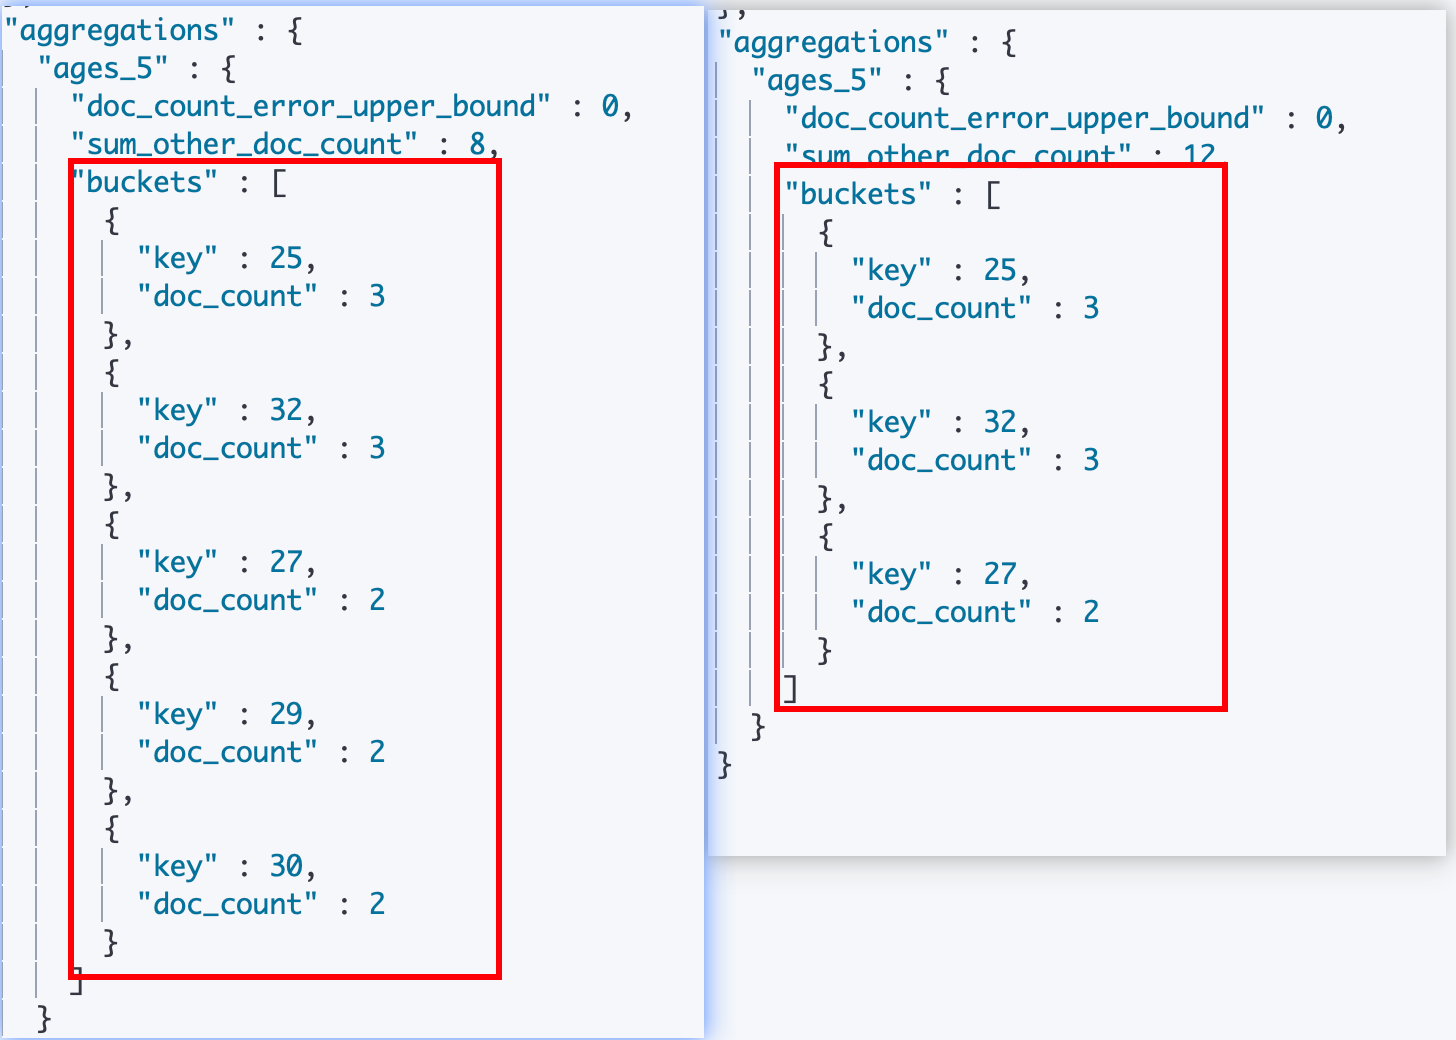 "aggregations" : {
"ages_5" : {
"doc_count_error_upper_bound" : 0,
"sum_other_doc_count" : 8,
"buckets" : [
{
"key" : 25,
"doc_count" : 3
},
{
"key" : 32,
"doc_count" : 3
},
{
"key" : 27,
"doc_count" : 2
},
{
"key" : 29,
"doc_count" : 2
},
{
"key" : 30,
"doc_count" : 2
}
]
}
},
"aggregations" : {
"ages_5" : {
"doc_count_error_upper_bound" : 0,
"sum_other_doc_count" : 12
"buckets" : [
{
"key" : 25,
"doc_count" : 3
},
{
"key" : 32,
"doc_count" : 3
},
{
"key" : 27,
"doc_count" : 2
}
]
}
}